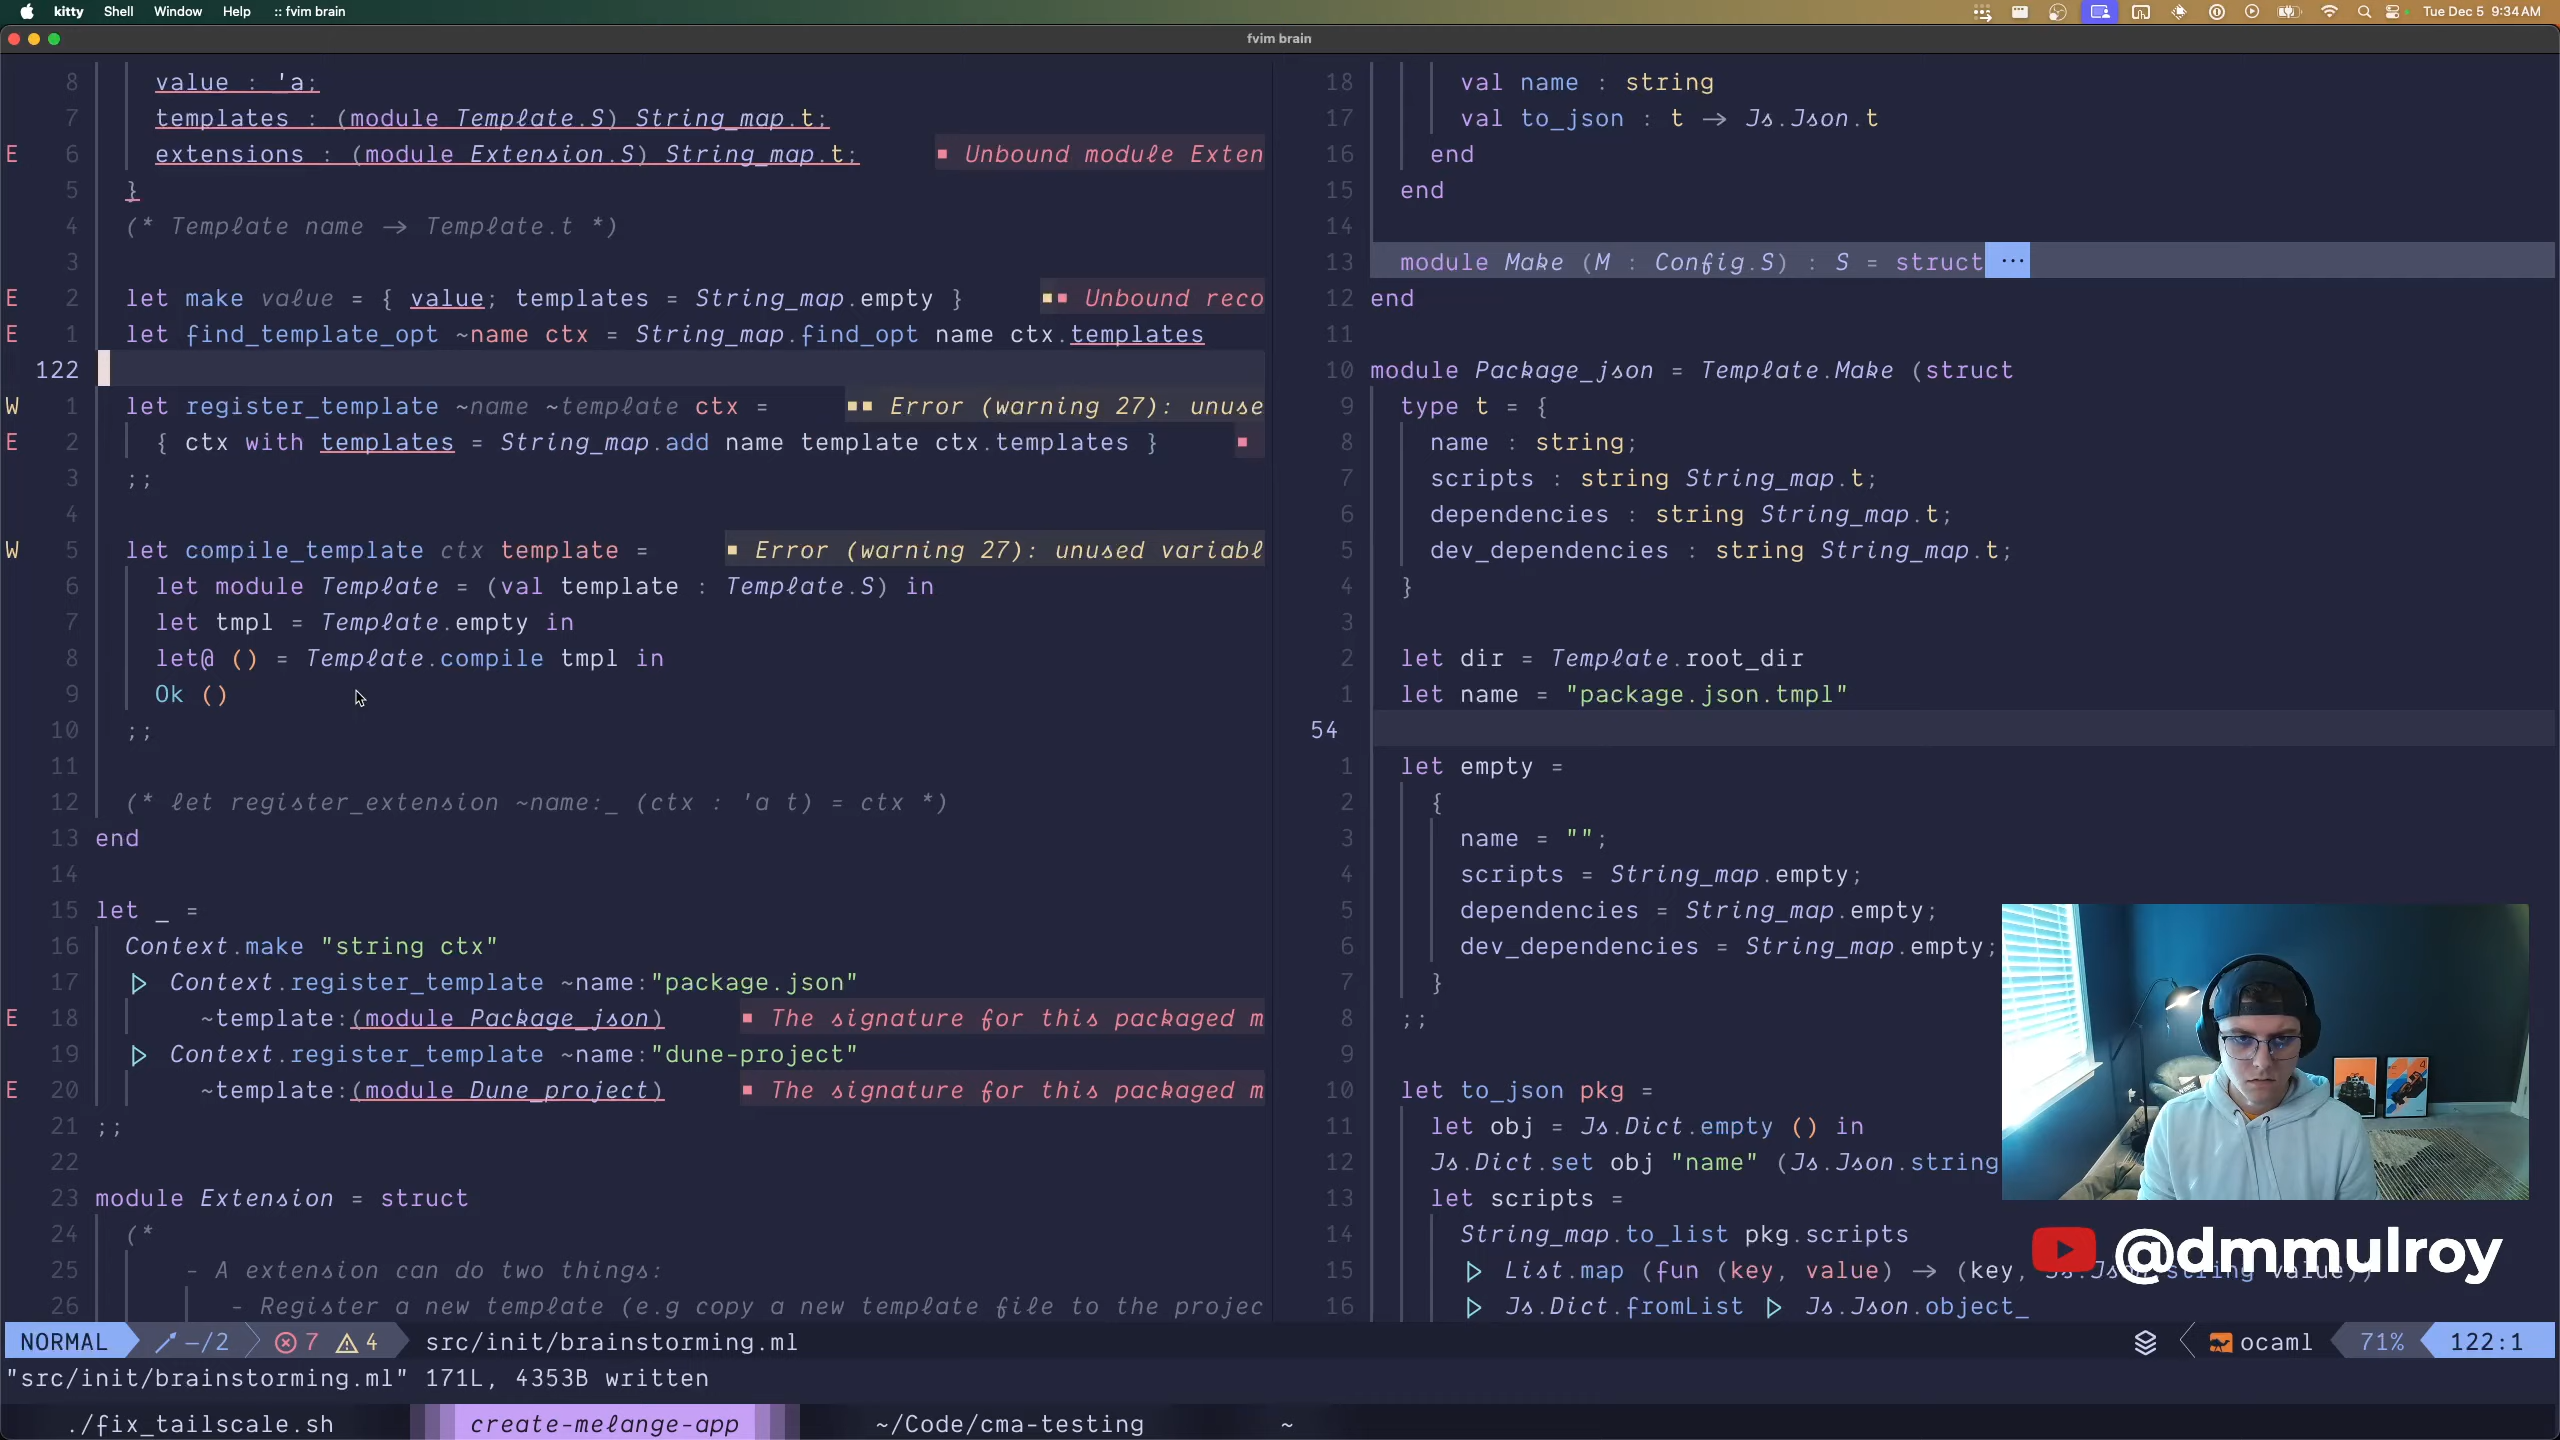 kitty Shell Window Help :: fvim brain
Tue Dec 5 9:34 AM
fvim brain
8 value : 'a;
7 templates : (module Template.S) String_map.t;
E 6 extensions : (module Extension.S) String_map.t; ■ Unbound module Exten
5 }
4 (* Template name → Template.t *)
3
E 2 let make value = { value; templates = String_map.empty } ■■ Unbound reco
E 1 let find_template_opt ~name ctx = String_map.find_opt name ctx.templates
122
W 1 let register_template ~name ~template ctx = ■■ Error (warning 27): unuse
E 2 { ctx with templates = String_map.add name template ctx.templates } ■
3 ;;
4
W 5 let compile_template ctx template = ■ Error (warning 27): unused variabl
6 let module Template = (val template : Template.S) in
7 let tmpl = Template.empty in
8 let@ () = Template.compile tmpl in
9 Ok ()
10 ;;
11
12 (* let register_extension ~name:_ (ctx : 'a t) = ctx *)
13 end
14
15 let _ =
16 Context.make "string ctx"
17 ▷ Context.register_template ~name:"package.json"
E 18 ~template:(module Package_json) ■ The signature for this packaged m
19 ▷ Context.register_template ~name:"dune-project"
E 20 ~template:(module Dune_project) ■ The signature for this packaged m
21 ;;
22
23 module Extension = struct
24 (*
25 - A extension can do two things:
26 - Register a new template (e.g copy a new template file to the projec
18 val name : string
17 val to_json : t → Js.Json.t
16 end
15 end
14
13 module Make (M : Config.S) : S = struct ···
12 end
11
10 module Package_json = Template.Make (struct
9 type t = {
8 name : string;
7 scripts : string String_map.t;
6 dependencies : string String_map.t;
5 dev_dependencies : string String_map.t;
4 }
3
2 let dir = Template.root_dir
1 let name = "package.json.tmpl"
54
1 let empty =
2 {
3 name = "";
4 scripts = String_map.empty;
5 dependencies = String_map.empty;
6 dev_dependencies = String_map.empty;
7 }
8 ;;
9
10 let to_json pkg =
11 let obj = Js.Dict.empty () in
12 Js.Dict.set obj "name" (Js.Json.string
13 let scripts =
14 String_map.to_list pkg.scripts
15 ▷ List.map (fun (key, value) → (key, Js.Json.string value))
16 ▷ Js.Dict.fromList ▷ Js.Json.object_
@dmmulroy
NORMAL –/2 7 4 src/init/brainstorming.ml ocaml 71% 122:1
"src/init/brainstorming.ml" 171L, 4353B written
./fix_tailscale.sh create-melange-app ~/Code/cma-testing ~